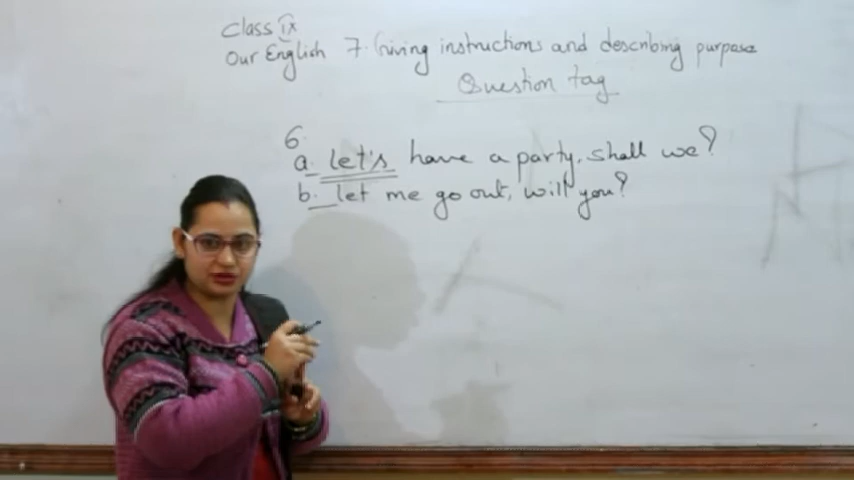 Class IX
Our English 7. Giving instructions and describing purpose
Question tag
6.
a. let's have a party, shall we?
b. let me go out, will you?